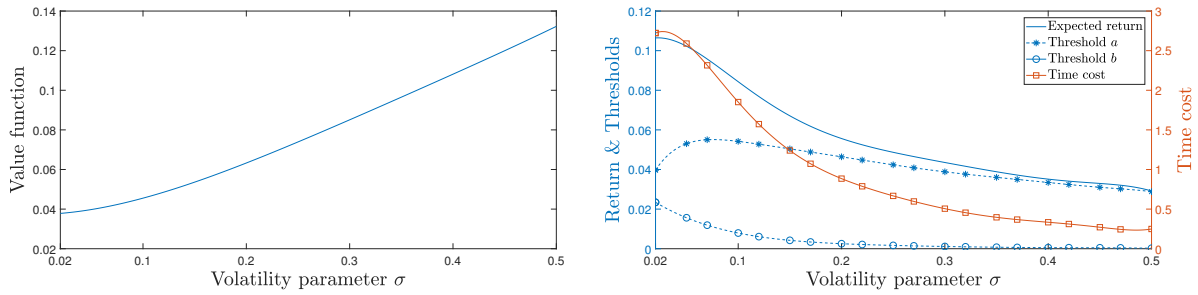 0.14
0.12
0.1
0.08
0.06
0.04
0.02
Value function
0.02 0.1 0.2 0.3 0.4 0.5
Volatility parameter σ
0.12
0.1
0.08
0.06
0.04
0.02
0
Return & Thresholds
Expected return
Threshold a
Threshold b
Time cost
3
2.5
2
1.5
1
0.5
0
Time cost
0.02 0.1 0.2 0.3 0.4 0.5
Volatility parameter σ